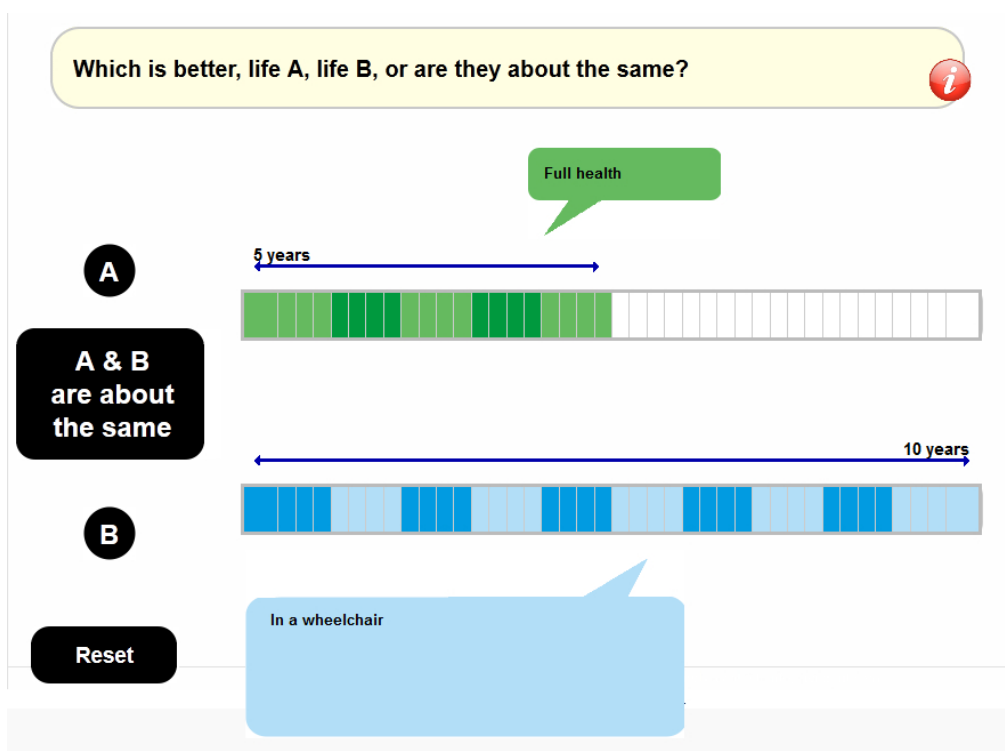 Which is better, life A, life B, or are they about the same?
i
Full health
5 years
A
A & B
are about
the same
10 years
B
In a wheelchair
Reset